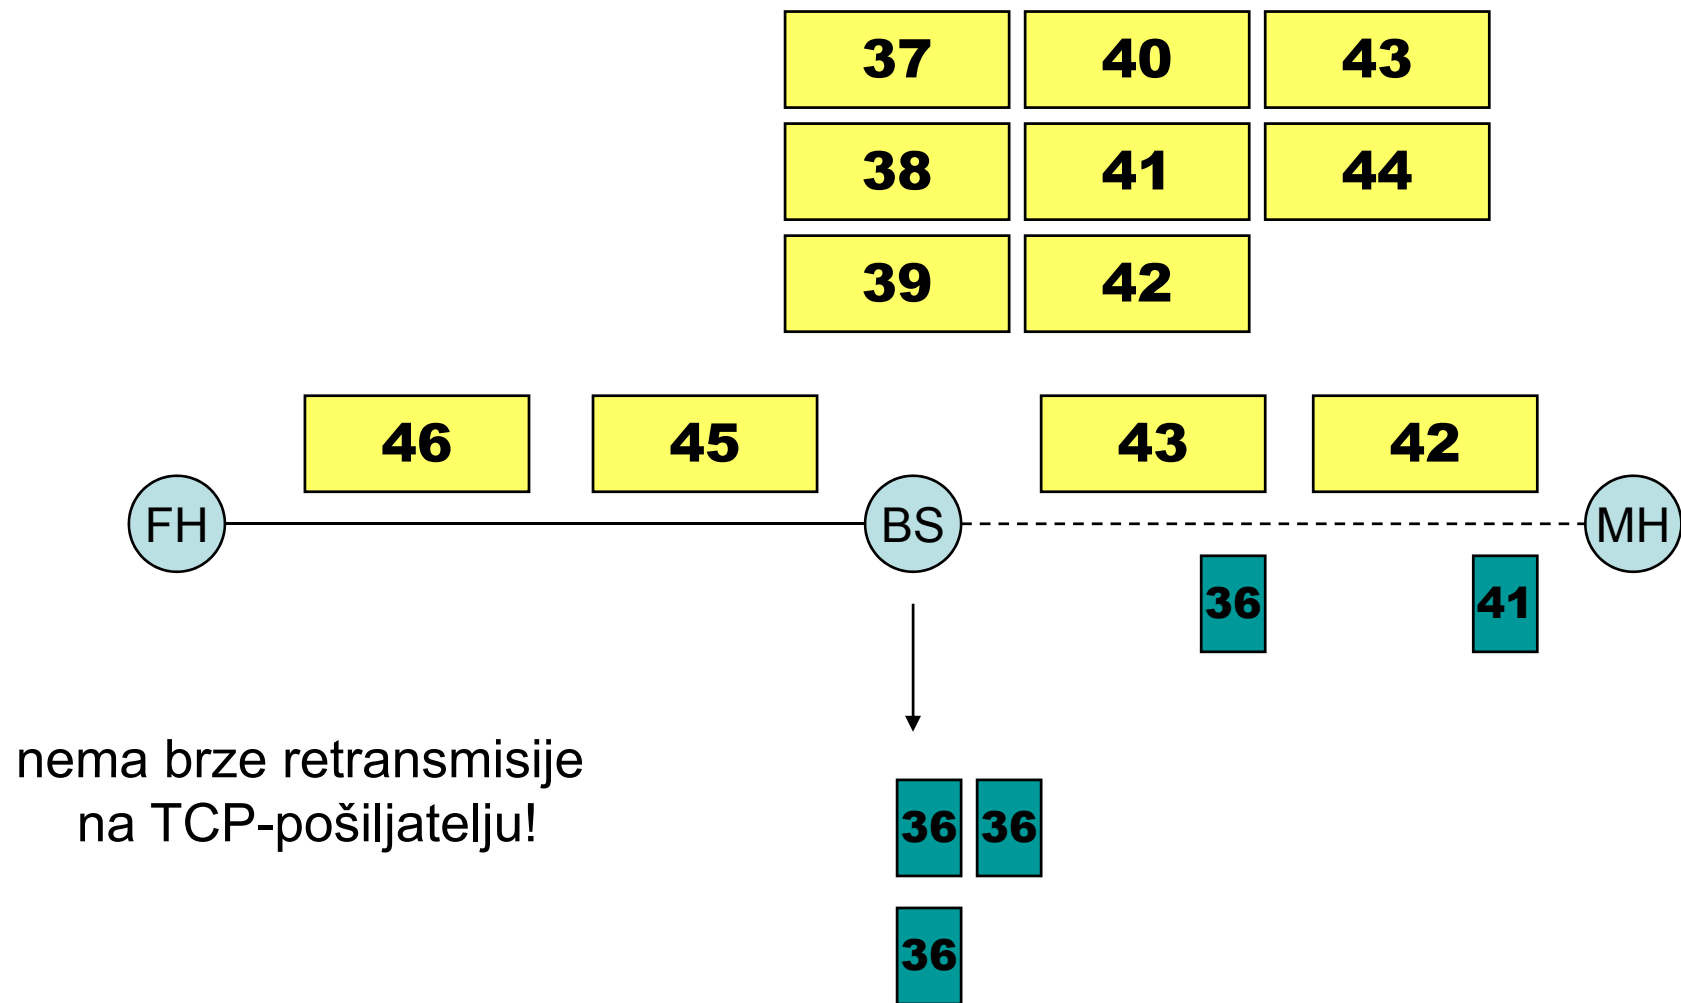 37 40 43
38 41 44
39 42
46 45 43 42
FH BS MH
36 41
nema brze retransmisije
na TCP-pošiljatelju!
36 36
36